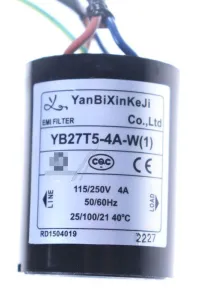 YanBiXinKeJi
EMI FILTER
Co.,Ltd
YB27T5-4A-W(1)
CQC
CE
115/250V 4A
50/60Hz
25/100/21 40°C
LINE
LOAD
RD1504019
2227